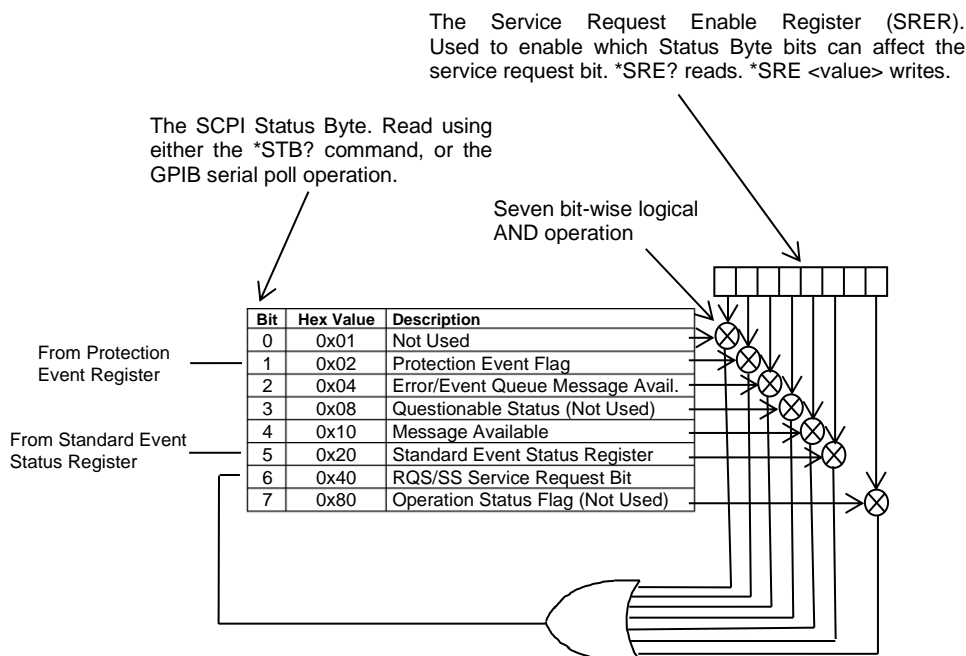 The Service Request Enable Register (SRER).
Used to enable which Status Byte bits can affect the
service request bit. *SRE? reads. *SRE <value> writes.
The SCPI Status Byte. Read using
either the *STB? command, or the
GPIB serial poll operation.
Seven bit-wise logical
AND operation
Bit Hex Value Description
0 0x01 Not Used
1 0x02 Protection Event Flag
2 0x04 Error/Event Queue Message Avail.
3 0x08 Questionable Status (Not Used)
4 0x10 Message Available
5 0x20 Standard Event Status Register
6 0x40 RQS/SS Service Request Bit
7 0x80 Operation Status Flag (Not Used)
From Protection
Event Register
From Standard Event
Status Register